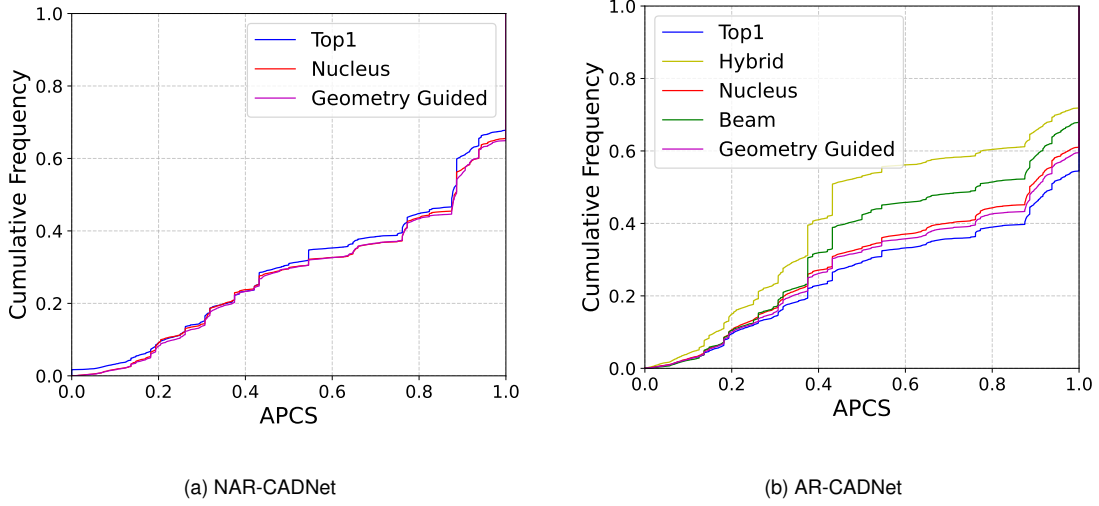 1.0
0.8
0.6
0.4
0.2
0.0
Cumulative Frequency
0.0 0.2 0.4 0.6 0.8 1.0
APCS
Top1
Nucleus
Geometry Guided
(a) NAR-CADNet
1.0
0.8
0.6
0.4
0.2
0.0
Cumulative Frequency
0.0 0.2 0.4 0.6 0.8 1.0
APCS
Top1
Hybrid
Nucleus
Beam
Geometry Guided
(b) AR-CADNet